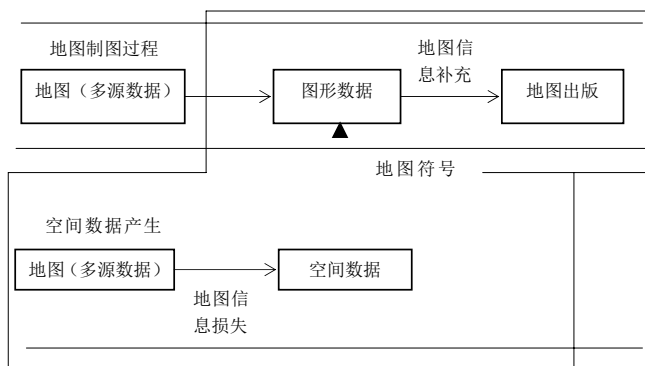 地图制图过程
地图信
息补充
地图（多源数据）
图形数据
地图出版
地图符号
空间数据产生
地图（多源数据）
空间数据
地图信
息损失